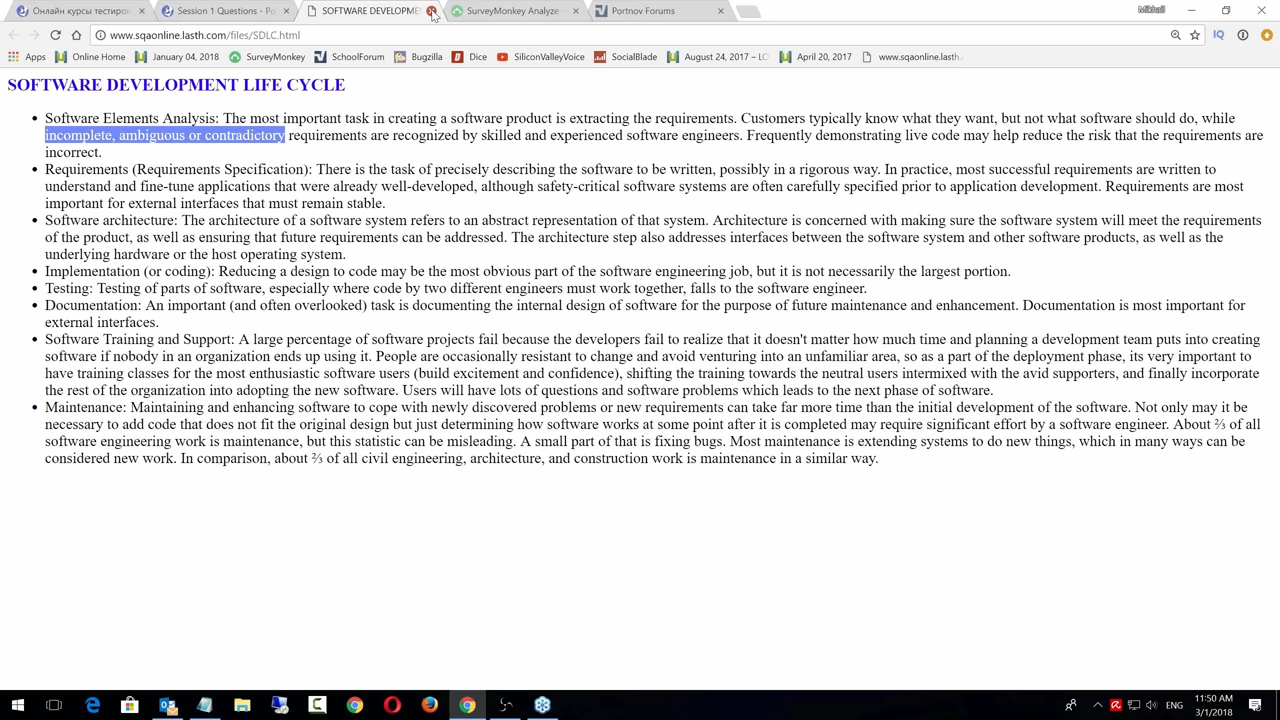 Онлайн курсы тестиров
Session 1 Questions - Po
SOFTWARE DEVELOPME
SurveyMonkey Analyze
Portnov Forums
Mikhail
www.sqaonline.lasth.com/files/SDLC.html
Apps
Online Home
January 04, 2018
SurveyMonkey
SchoolForum
Bugzilla
Dice
SiliconValleyVoice
SocialBlade
August 24, 2017 – LO
April 20, 2017
www.sqaonline.lasth.
SOFTWARE DEVELOPMENT LIFE CYCLE
• Software Elements Analysis: The most important task in creating a software product is extracting the requirements. Customers typically know what they want, but not what software should do, while
incomplete, ambiguous or contradictory requirements are recognized by skilled and experienced software engineers. Frequently demonstrating live code may help reduce the risk that the requirements are
incorrect.
• Requirements (Requirements Specification): There is the task of precisely describing the software to be written, possibly in a rigorous way. In practice, most successful requirements are written to
understand and fine-tune applications that were already well-developed, although safety-critical software systems are often carefully specified prior to application development. Requirements are most
important for external interfaces that must remain stable.
• Software architecture: The architecture of a software system refers to an abstract representation of that system. Architecture is concerned with making sure the software system will meet the requirements
of the product, as well as ensuring that future requirements can be addressed. The architecture step also addresses interfaces between the software system and other software products, as well as the
underlying hardware or the host operating system.
• Implementation (or coding): Reducing a design to code may be the most obvious part of the software engineering job, but it is not necessarily the largest portion.
• Testing: Testing of parts of software, especially where code by two different engineers must work together, falls to the software engineer.
• Documentation: An important (and often overlooked) task is documenting the internal design of software for the purpose of future maintenance and enhancement. Documentation is most important for
external interfaces.
• Software Training and Support: A large percentage of software projects fail because the developers fail to realize that it doesn't matter how much time and planning a development team puts into creating
software if nobody in an organization ends up using it. People are occasionally resistant to change and avoid venturing into an unfamiliar area, so as a part of the deployment phase, its very important to
have training classes for the most enthusiastic software users (build excitement and confidence), shifting the training towards the neutral users intermixed with the avid supporters, and finally incorporate
the rest of the organization into adopting the new software. Users will have lots of questions and software problems which leads to the next phase of software.
• Maintenance: Maintaining and enhancing software to cope with newly discovered problems or new requirements can take far more time than the initial development of the software. Not only may it be
necessary to add code that does not fit the original design but just determining how software works at some point after it is completed may require significant effort by a software engineer. About ⅔ of all
software engineering work is maintenance, but this statistic can be misleading. A small part of that is fixing bugs. Most maintenance is extending systems to do new things, which in many ways can be
considered new work. In comparison, about ⅔ of all civil engineering, architecture, and construction work is maintenance in a similar way.
ENG
11:50 AM
3/1/2018